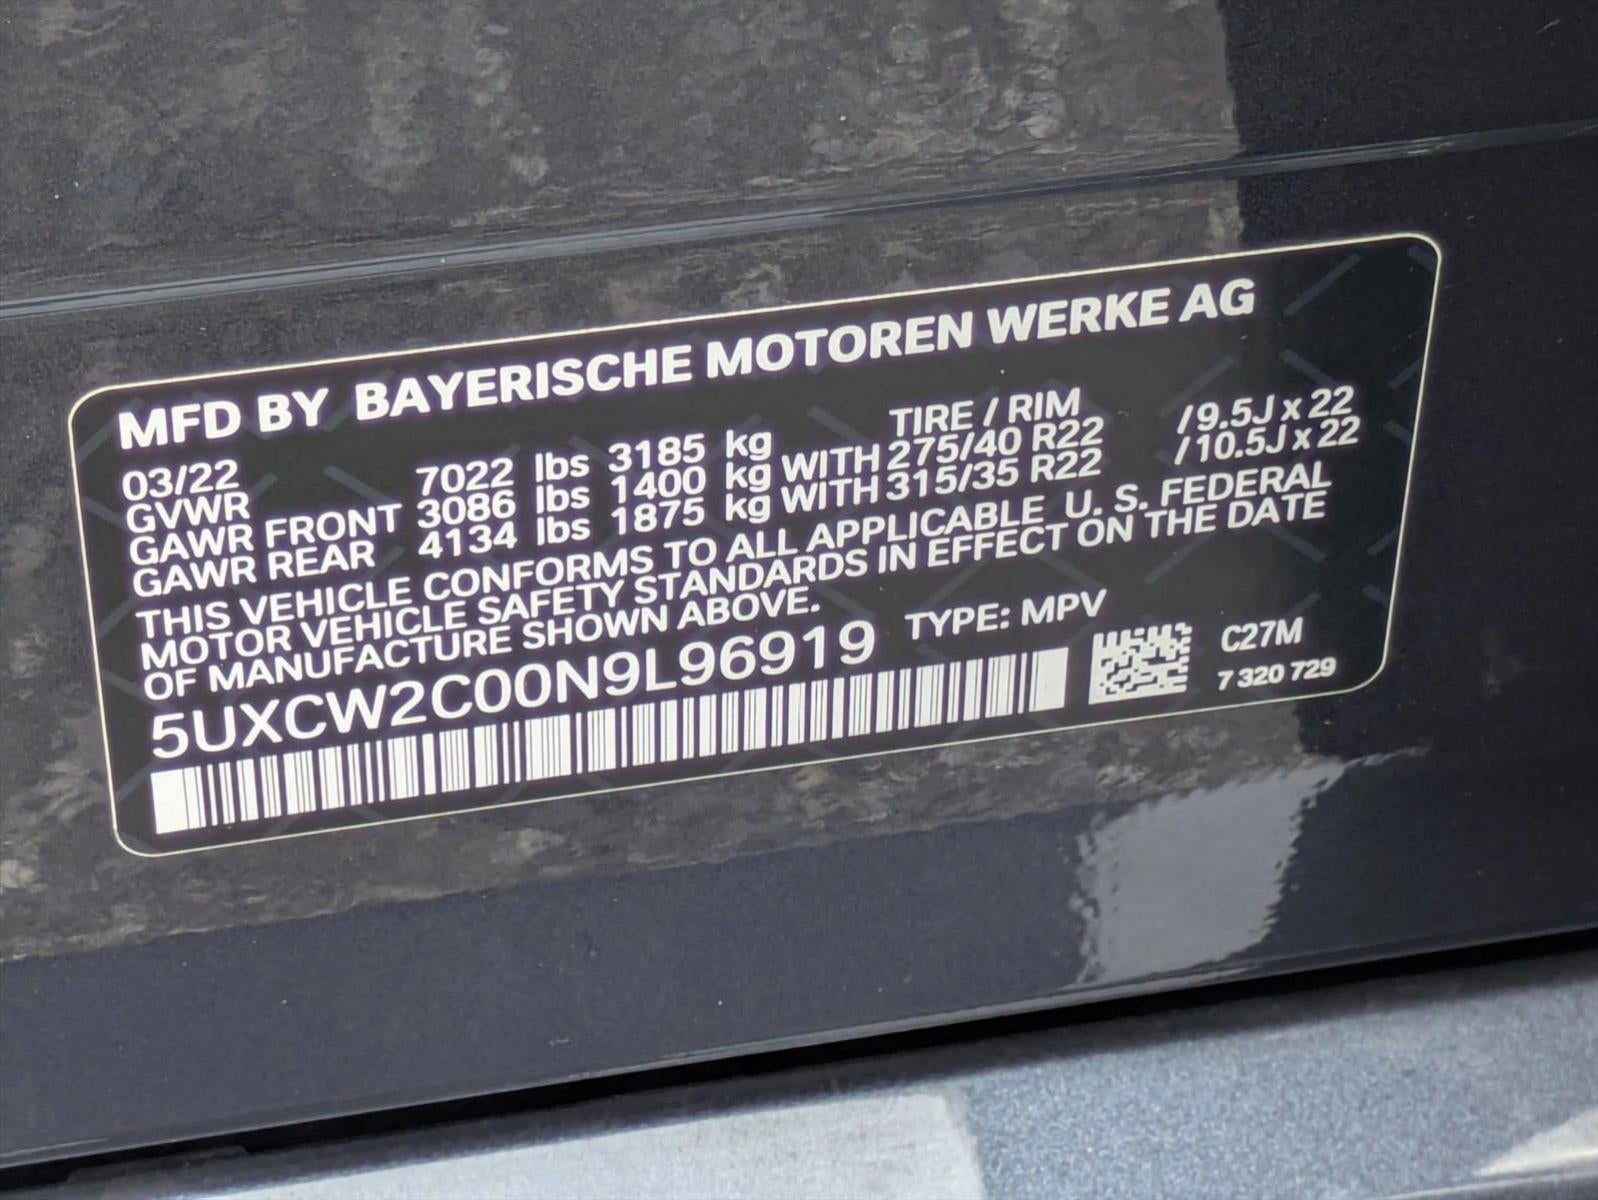 MFD BY BAYERISCHE MOTOREN WERKE AG
03/22 TIRE / RIM
GVWR 7022 lbs 3185 kg
GAWR FRONT 3086 lbs 1400 kg WITH 275/40 R22 /9.5J x 22
GAWR REAR 4134 lbs 1875 kg WITH 315/35 R22 /10.5J x 22
THIS VEHICLE CONFORMS TO ALL APPLICABLE U. S. FEDERAL
MOTOR VEHICLE SAFETY STANDARDS IN EFFECT ON THE DATE
OF MANUFACTURE SHOWN ABOVE.
5UXCW2C00N9L96919 TYPE: MPV
C27M
7 320 729